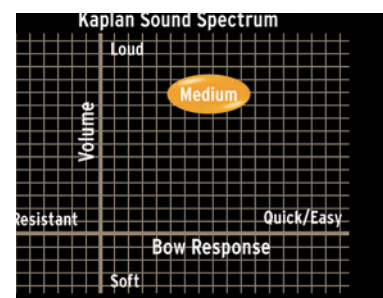 Kaplan Sound Spectrum
Loud
Medium
Volume
Resistant
Quick/Easy
Bow Response
Soft